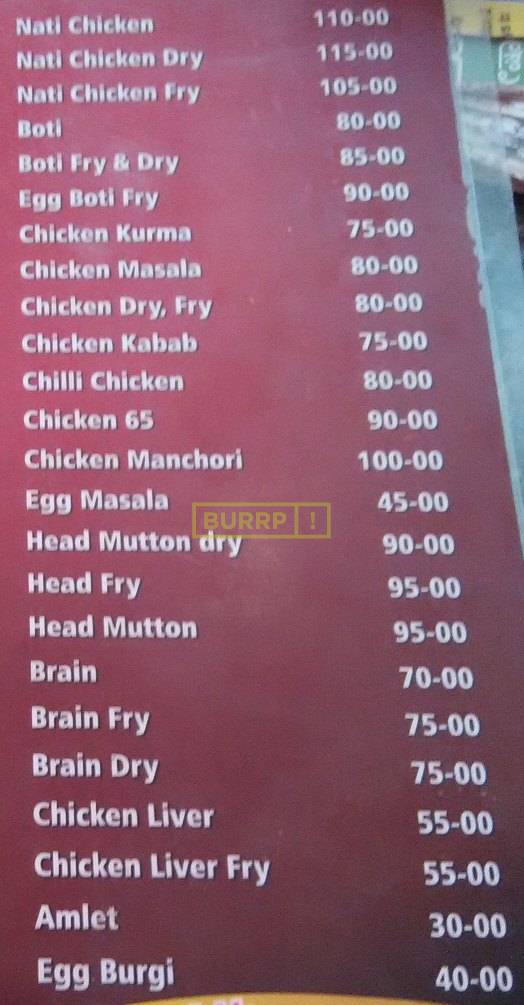 Nati Chicken 110-00
Nati Chicken Dry 115-00
Nati Chicken Fry 105-00
Boti 80-00
Boti Fry & Dry 85-00
Egg Boti Fry 90-00
Chicken Kurma 75-00
Chicken Masala 80-00
Chicken Dry, Fry 80-00
Chicken Kabab 75-00
Chilli Chicken 80-00
Chicken 65 90-00
Chicken Manchori 100-00
Egg Masala 45-00
BURRP !
Head Mutton dry 90-00
Head Fry 95-00
Head Mutton 95-00
Brain 70-00
Brain Fry 75-00
Brain Dry 75-00
Chicken Liver 55-00
Chicken Liver Fry 55-00
Amlet 30-00
Egg Burgi 40-00